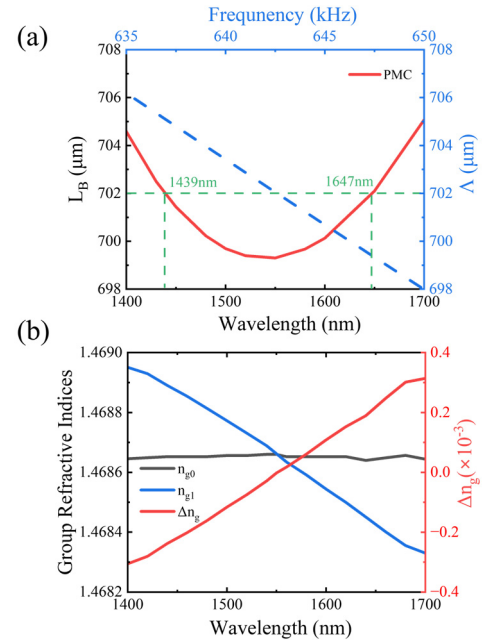 (a)
Frequnency (kHz)
635 640 645 650
708 708
PMC
706 706
704 704
1439nm 1647nm
702 702
700 700
698 698
L_B (μm)
Λ (μm)
1400 1500 1600 1700
Wavelength (nm)
(b)
1.4690 0.4
1.4688 0.2
1.4686 0.0
n_g0
n_g1
Δn_g
1.4684 -0.2
1.4682 -0.4
Group Refractive Indices
Δn_g(×10^-3)
1400 1500 1600 1700
Wavelength (nm)